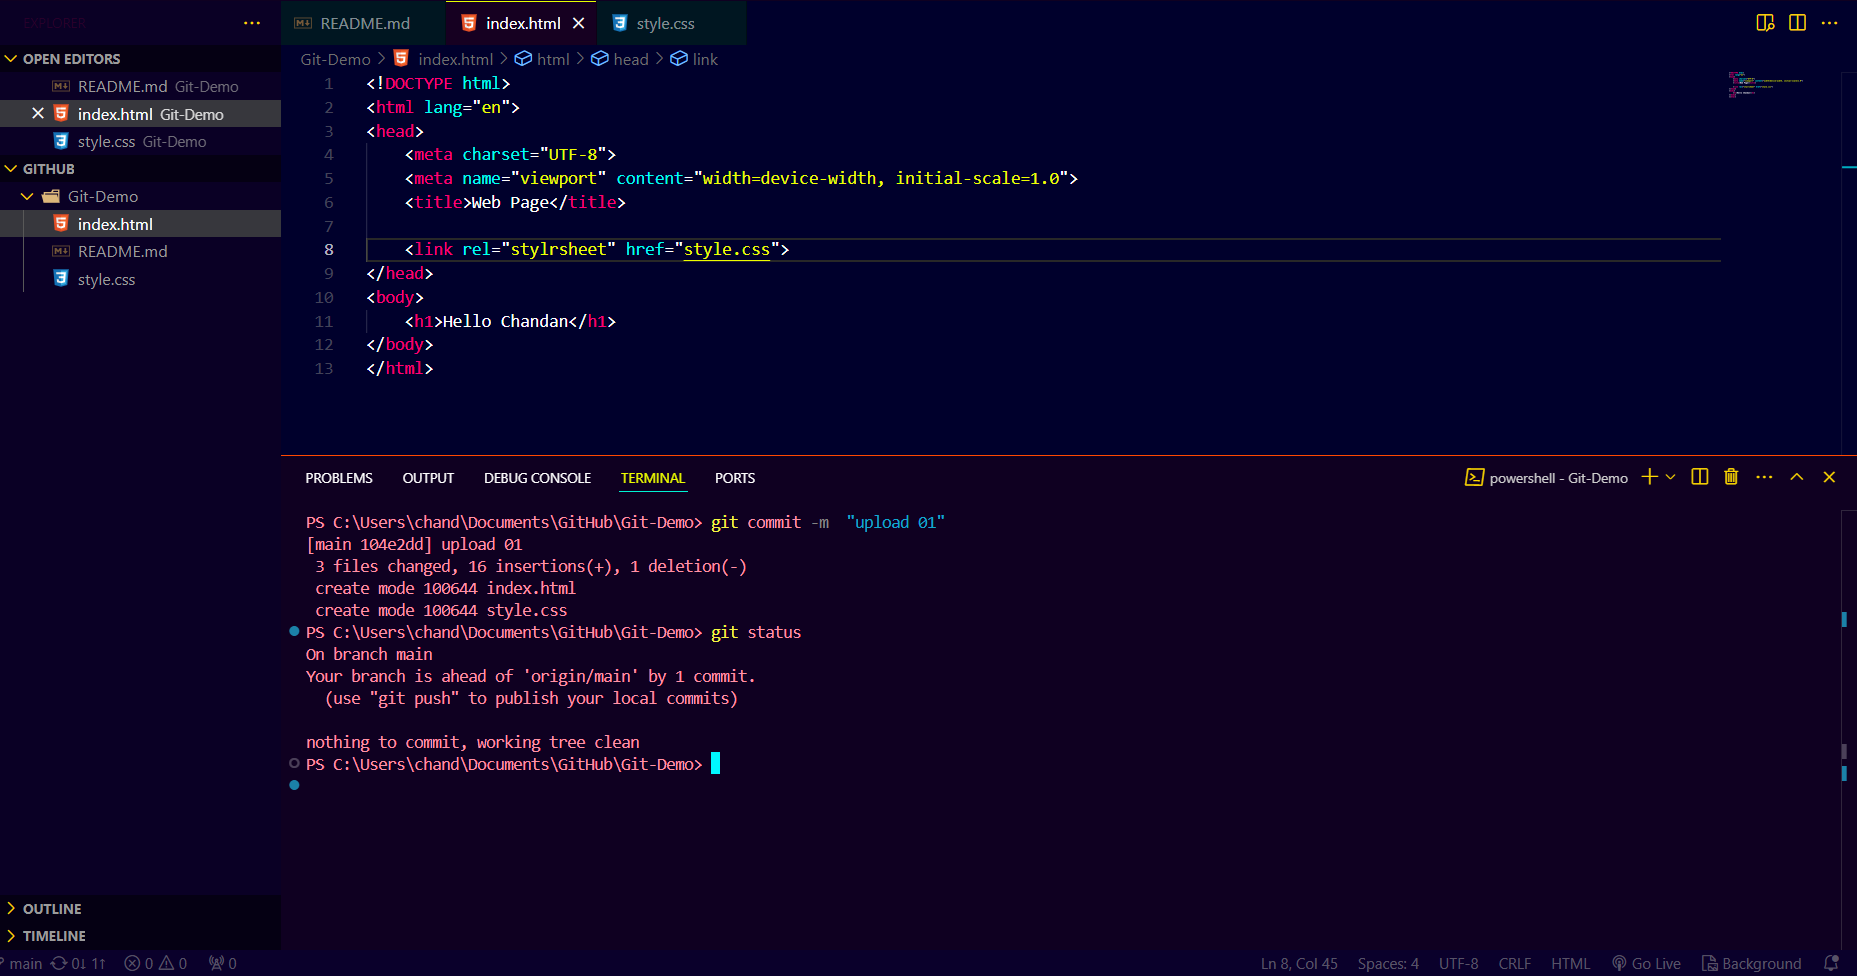 EXPLORER
OPEN EDITORS
README.md Git-Demo
index.html Git-Demo
style.css Git-Demo
GITHUB
Git-Demo
index.html
README.md
style.css
OUTLINE
TIMELINE
README.md index.html style.css
Git-Demo > index.html > html > head > link
1 <!DOCTYPE html>
2 <html lang="en">
3 <head>
4 <meta charset="UTF-8">
5 <meta name="viewport" content="width=device-width, initial-scale=1.0">
6 <title>Web Page</title>
7
8 <link rel="stylrsheet" href="style.css">
9 </head>
10 <body>
11 <h1>Hello Chandan</h1>
12 </body>
13 </html>
PROBLEMS OUTPUT DEBUG CONSOLE TERMINAL PORTS powershell - Git-Demo
PS C:\Users\chand\Documents\GitHub\Git-Demo> git commit -m  "upload 01"
[main 104e2dd] upload 01
3 files changed, 16 insertions(+), 1 deletion(-)
create mode 100644 index.html
create mode 100644 style.css
PS C:\Users\chand\Documents\GitHub\Git-Demo> git status
On branch main
Your branch is ahead of 'origin/main' by 1 commit.
(use "git push" to publish your local commits)
nothing to commit, working tree clean
PS C:\Users\chand\Documents\GitHub\Git-Demo>
main 0↓ 1↑ 0 0 0 Ln 8, Col 45 Spaces: 4 UTF-8 CRLF HTML Go Live Background